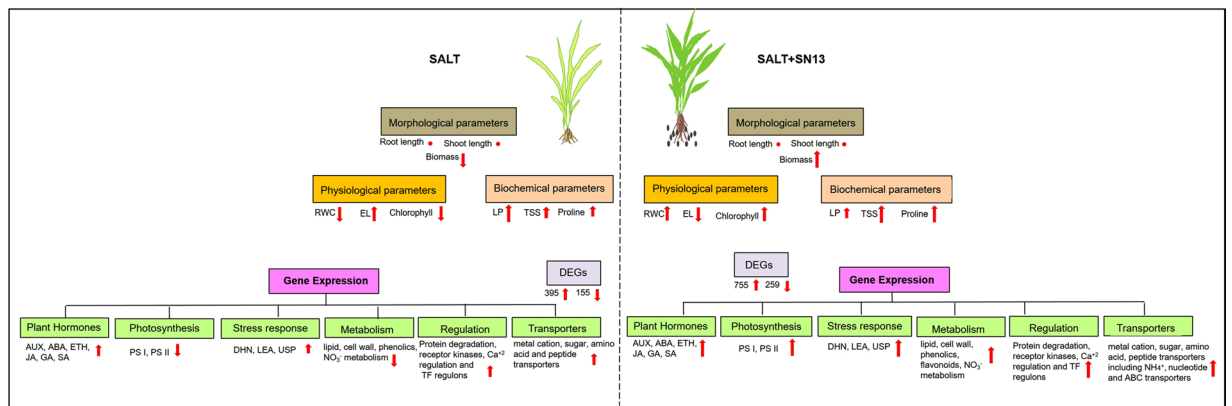 SALT
Morphological parameters
Root length
Shoot length
Biomass
Physiological parameters
Biochemical parameters
RWC
EL
Chlorophyll
LP
TSS
Proline
DEGs
395
155
Gene Expression
Plant Hormones
Photosynthesis
Stress response
Metabolism
Regulation
Transporters
AUX, ABA, ETH,
JA, GA, SA
PS I, PS II
DHN, LEA, USP
lipid, cell wall, phenolics,
NO₃⁻ metabolism
Protein degradation,
receptor kinases, Ca⁺²
regulation and
TF regulons
metal cation, sugar, amino
acid and peptide
transporters
SALT+SN13
Morphological parameters
Root length
Shoot length
Biomass
Physiological parameters
Biochemical parameters
RWC
EL
Chlorophyll
LP
TSS
Proline
DEGs
755
259
Gene Expression
Plant Hormones
Photosynthesis
Stress response
Metabolism
Regulation
Transporters
AUX, ABA, ETH,
JA, GA, SA
PS I, PS II
DHN, LEA, USP
lipid, cell wall,
phenolics,
flavonoids, NO₃⁻
metabolism
Protein degradation,
receptor kinases, Ca⁺²
regulation and TF
regulons
metal cation, sugar, amino
acid, peptide transporters
including NH₄⁺, nucleotide
and ABC transporters